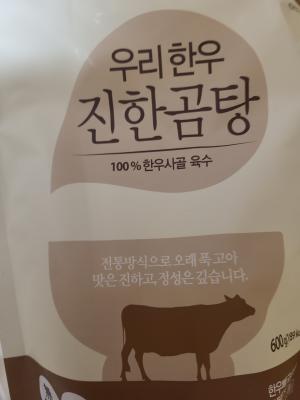 우리 한우
진한곰탕
100% 한우사골 육수
전통방식으로 오래 푹 고아
맛은 진하고, 정성은 깊습니다.
600g